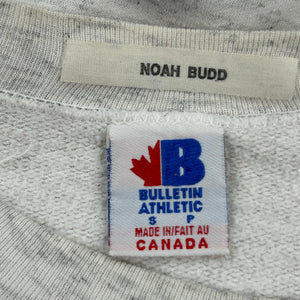 NOAH BUDD
B
BULLETIN
ATHLETIC
S P
MADE IN/FAIT AU
CANADA